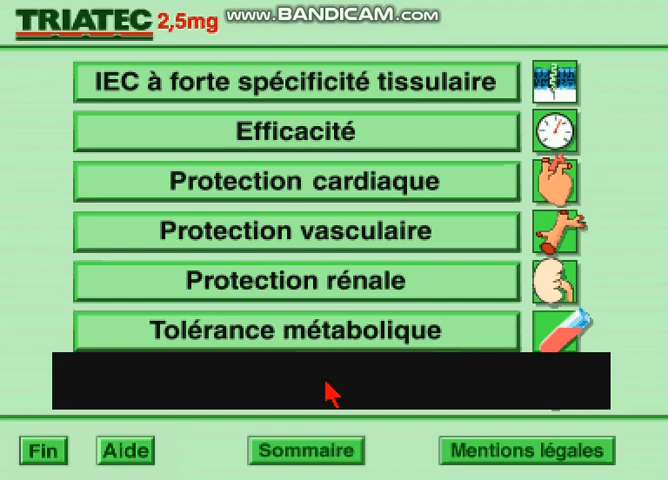 TRIATEC 2,5mg
www.BANDICAM.com
IEC à forte spécificité tissulaire
Efficacité
Protection cardiaque
Protection vasculaire
Protection rénale
Tolérance métabolique
Fin
Aide
Sommaire
Mentions légales